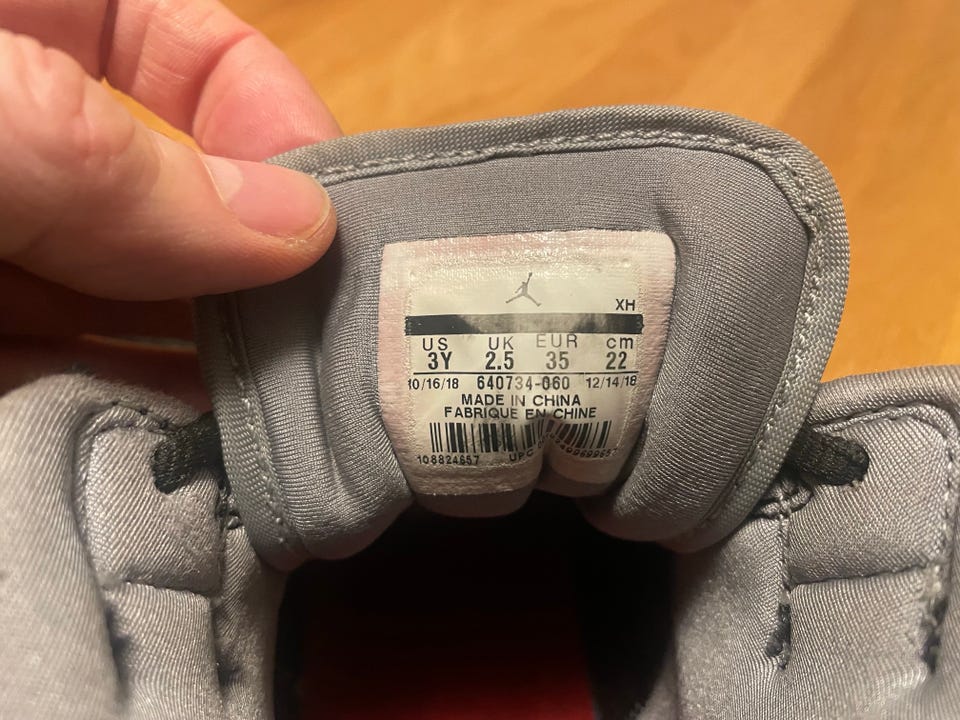 XH
US UK EUR cm
3Y 2.5 35 22
10/16/18 640734-060 12/14/18
MADE IN CHINA
FABRIQUE EN CHINE
108824657 UPC